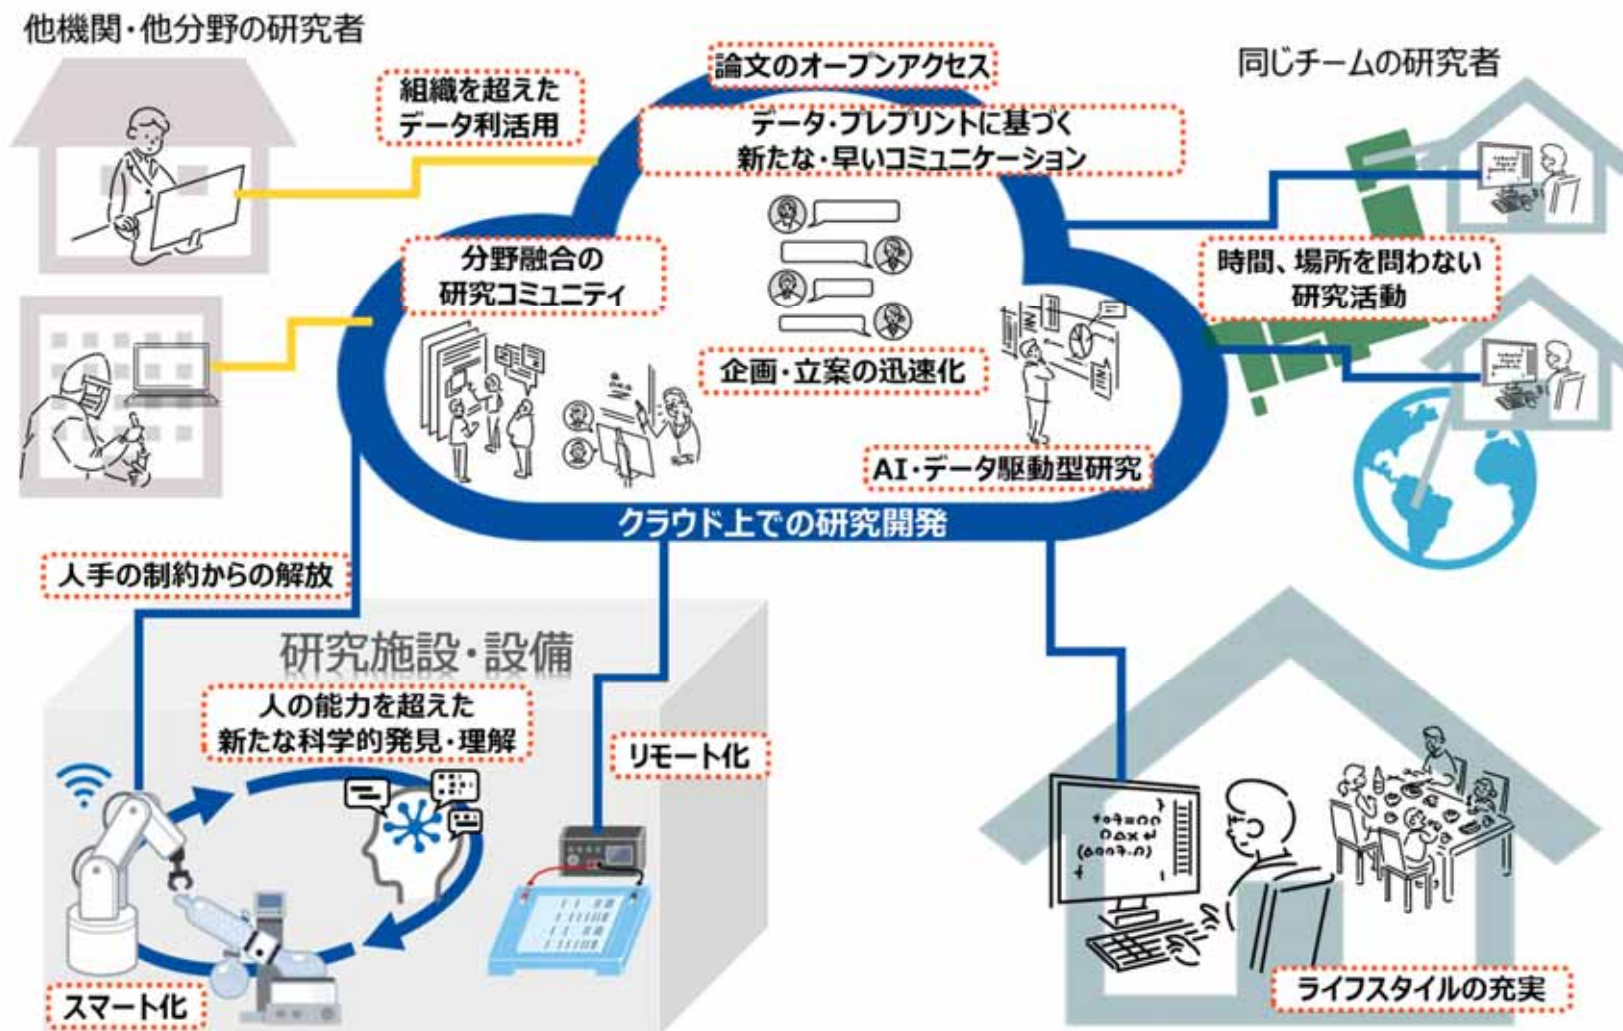 他機関・他分野の研究者
組織を超えた
データ利活用
論文のオープンアクセス
データ・プレプリントに基づく
新たな・早いコミュニケーション
同じチームの研究者
分野融合の
研究コミュニティ
時間、場所を問わない
研究活動
企画・立案の迅速化
AI・データ駆動型研究
クラウド上での研究開発
人手の制約からの解放
研究施設・設備
人の能力を超えた
新たな科学的発見・理解
リモート化
スマート化
ライフスタイルの充実